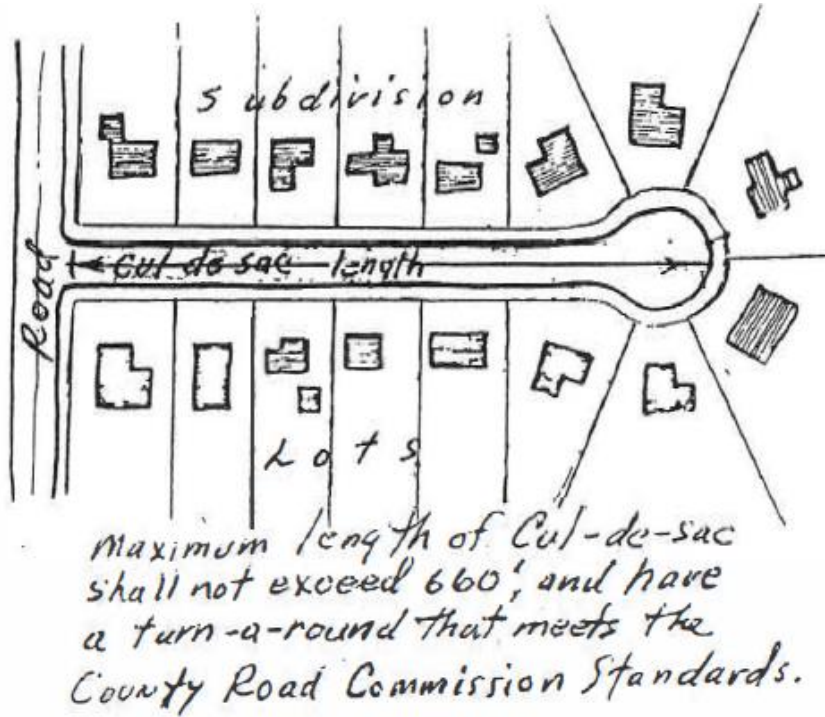 Subdivision
Road
Cul-de sac length
Lots
Maximum length of Cul-de-sac
shall not exceed 660', and have
a turn-a-round that meets the
County Road Commission Standards.